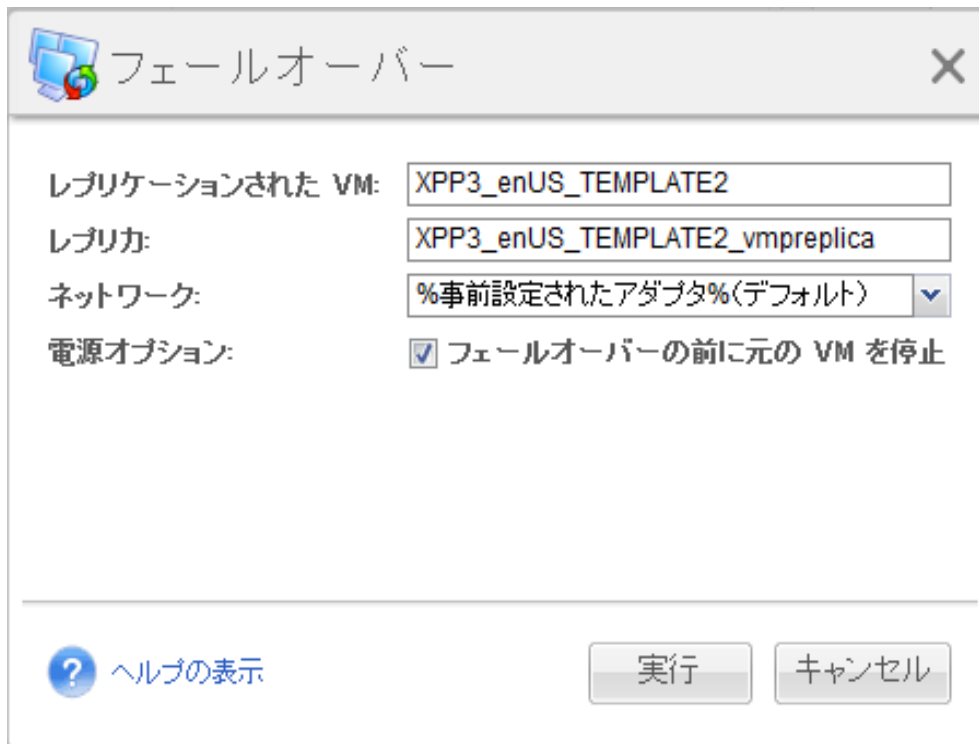 フェールオーバー
レプリケーションされた VM: XPP3_enUS_TEMPLATE2
レプリカ: XPP3_enUS_TEMPLATE2_vmpreplica
ネットワーク: %事前設定されたアダプタ%(デフォルト)
電源オプション: フェールオーバーの前に元の VM を停止
? ヘルプの表示 実行 キャンセル